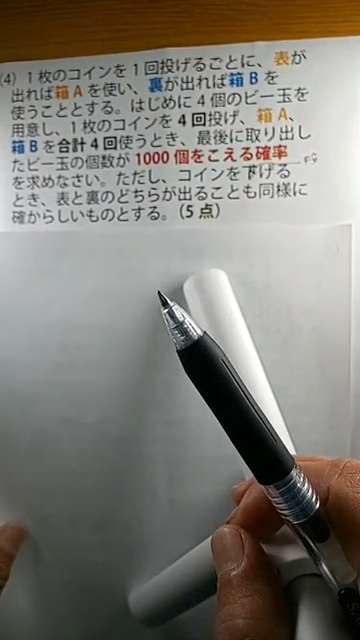 (4) 1枚のコインを1回投げるごとに、表が
出れば箱Aを使い、裏が出れば箱Bを
使うこととする。はじめに4個のビー玉を
用意し、1枚のコインを4回投げ、箱A、
箱Bを合計4回使うとき、最後に取り出し
たビー玉の個数が1000個をこえる確率
を求めなさい。ただし、コインを下げる
とき、表と裏のどちらが出ることも同様に
確からしいものとする。(5点)